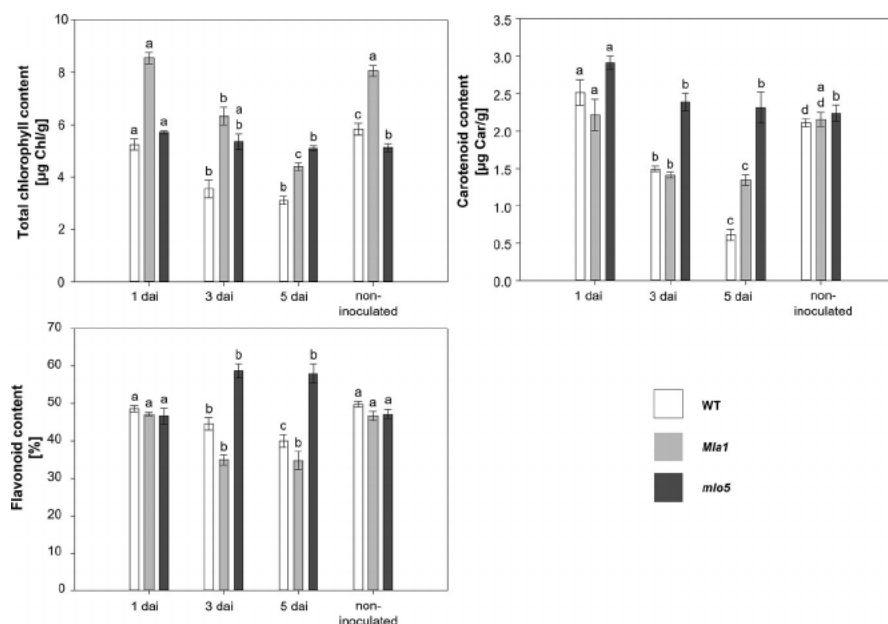 Total chlorophyll content
[µg Chl/g]
10
8
6
4
2
0
a a a
b b a
b
b c b
c a b
1 dai 3 dai 5 dai non-
inoculated
Carotenoid content
[µg Car/g]
3.5
3.0
2.5
2.0
1.5
1.0
0.5
0.0
a a a
b b b
c c b
d a
d b
1 dai 3 dai 5 dai non-
inoculated
Flavonoid content
[%]
70
60
50
40
30
20
10
0
a a a
b b b
c b b
a a a
1 dai 3 dai 5 dai non-
inoculated
WT
Mla1
mlo5